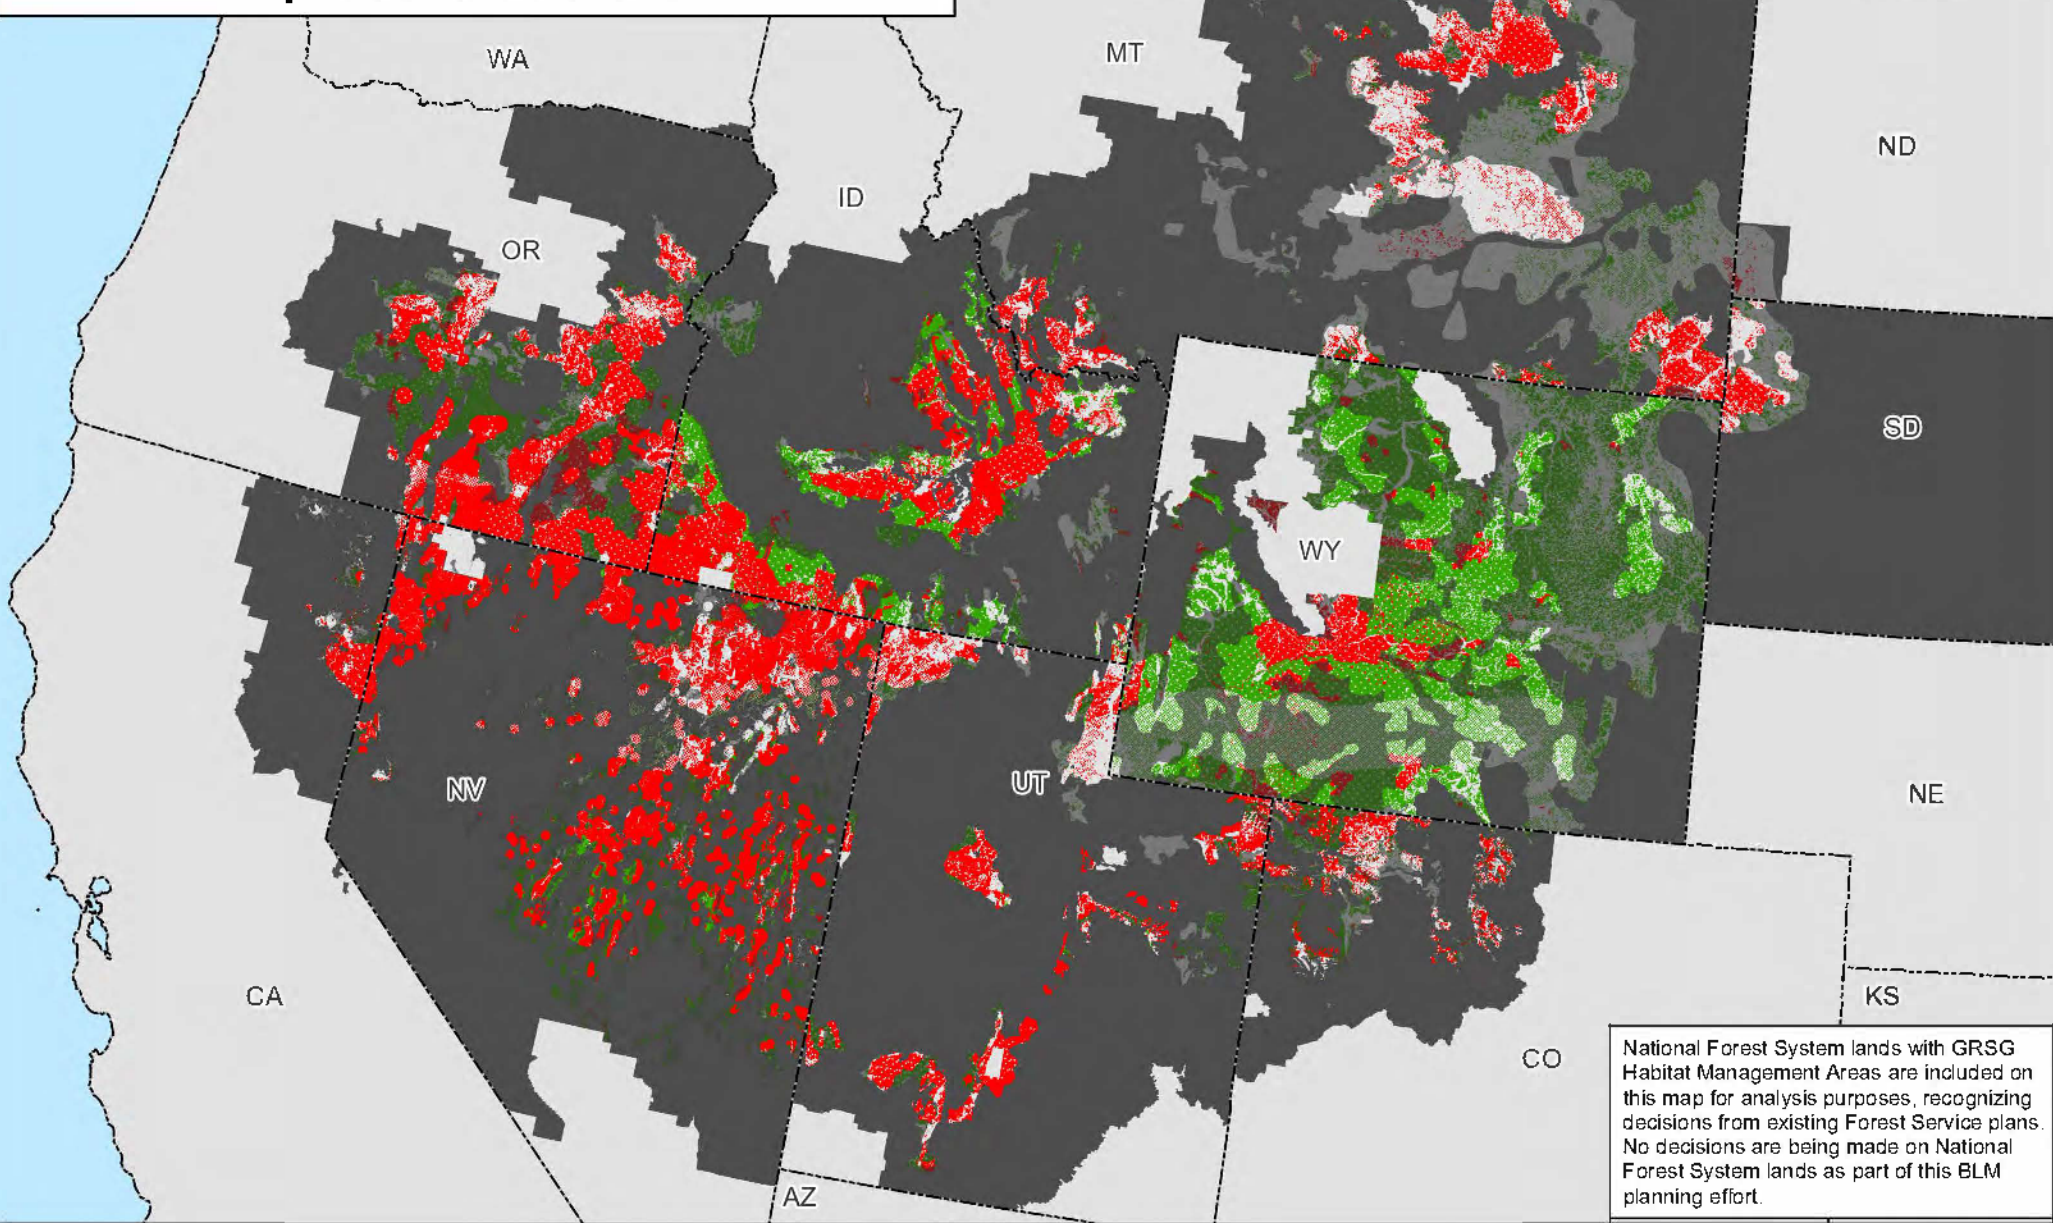 WA
MT
ND
ID
OR
SD
WY
NV
UT
NE
CA
KS
CO
AZ
National Forest System lands with GRSG
Habitat Management Areas are included on
this map for analysis purposes, recognizing
decisions from existing Forest Service plans.
No decisions are being made on National
Forest System lands as part of this BLM
planning effort.